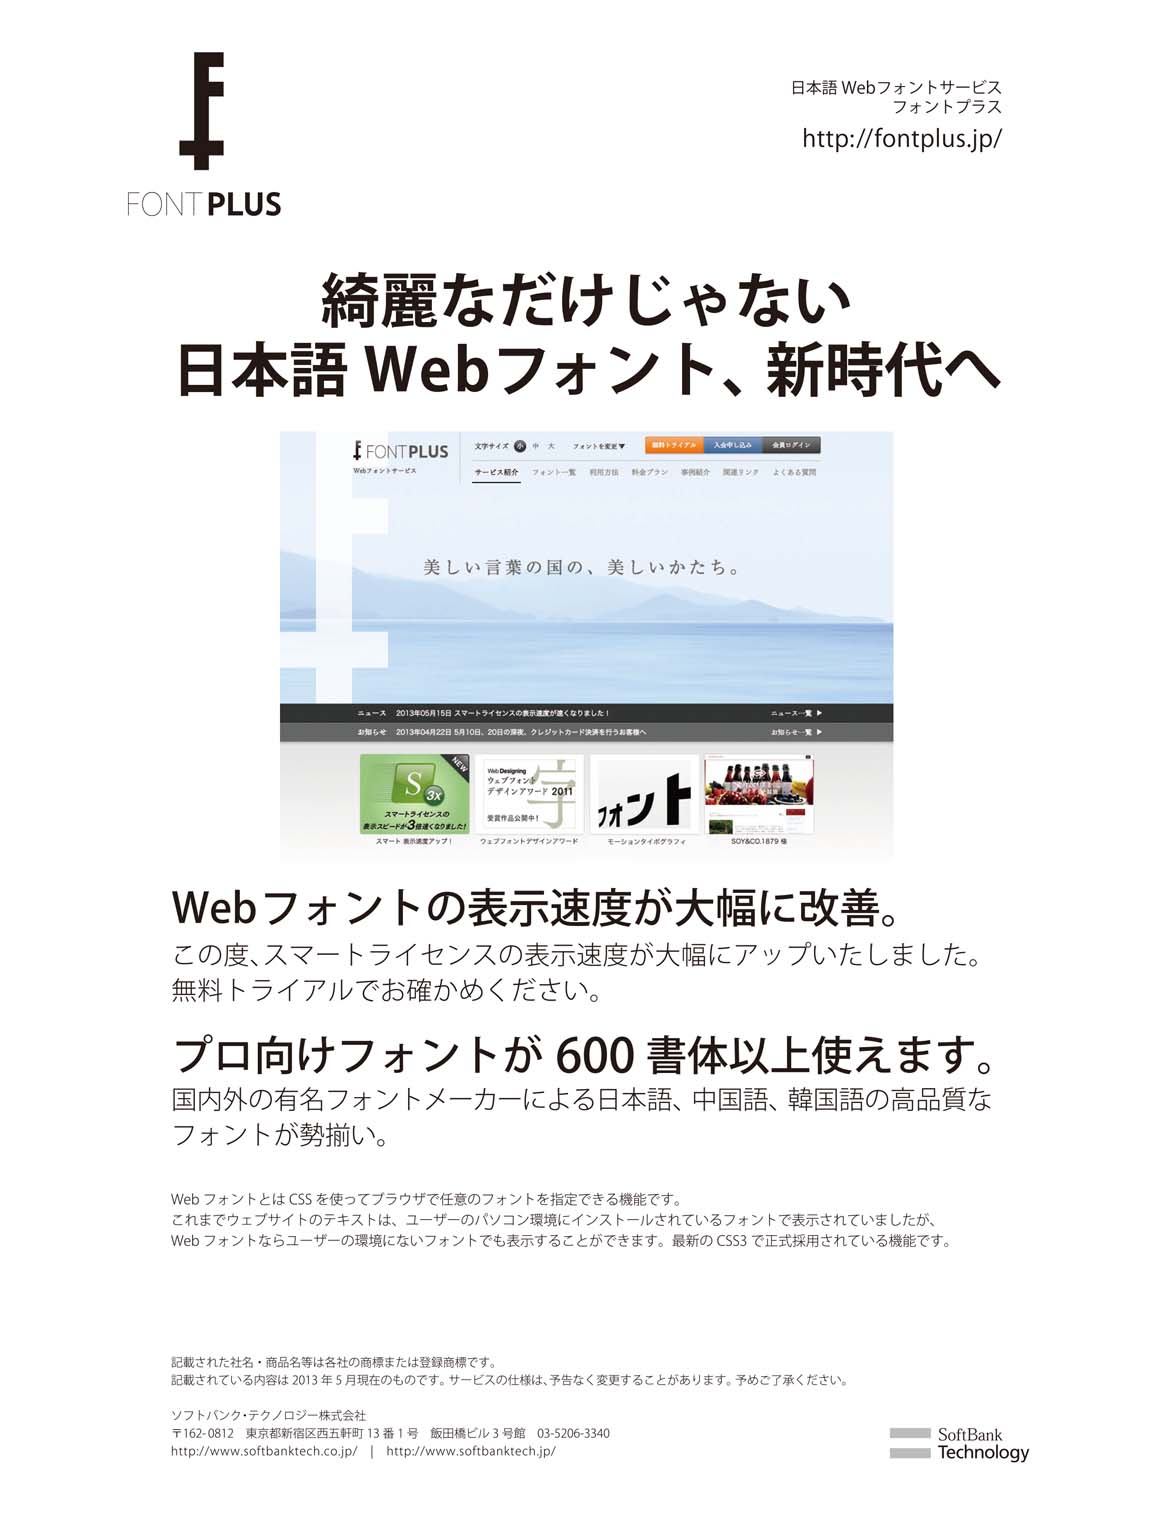 FONTPLUS
日本語 Webフォントサービス
フォントプラス
http://fontplus.jp/
綺麗なだけじゃない
日本語 Webフォント、新時代へ
FONTPLUS
Webフォントサービス
文字サイズ 小 中 大 フォントを変更▼ 無料トライアル 入会申し込み 会員ログイン
サービス紹介 フォント一覧 利用方法 料金プラン 事例紹介 関連リンク よくある質問
美しい言葉の国の、美しいかたち。
ニュース 2013年05月15日 スマートライセンスの表示速度が速くなりました！ ニュース一覧 ▶
お知らせ 2013年04月22日 5月10日、20日の深夜、クレジットカード決済を行うお客様へ お知らせ一覧 ▶
NEW
S 3x
スマートライセンスの
表示スピードが3倍速くなりました!
スマート 表示速度アップ！
Web Designing
ウェブフォント
デザインアワード 2011
字
受賞作品公開中！
ウェブフォントデザインアワード
フォント
モーションタイポグラフィ
SOY&CO.1879 様
Webフォントの表示速度が大幅に改善。
この度、スマートライセンスの表示速度が大幅にアップいたしました。
無料トライアルでお確かめください。
プロ向けフォントが 600 書体以上使えます。
国内外の有名フォントメーカーによる日本語、中国語、韓国語の高品質な
フォントが勢揃い。
Web フォントとは CSS を使ってブラウザで任意のフォントを指定できる機能です。
これまでウェブサイトのテキストは、ユーザーのパソコン環境にインストールされているフォントで表示されていましたが、
Web フォントならユーザーの環境にないフォントでも表示することができます。最新の CSS3 で正式採用されている機能です。
記載された社名・商品名等は各社の商標または登録商標です。
記載されている内容は 2013 年 5 月現在のものです。サービスの仕様は、予告なく変更することがあります。予めご了承ください。
ソフトバンク・テクノロジー株式会社
〒162-0812 東京都新宿区西五軒町 13 番 1 号 飯田橋ビル 3 号館 03-5206-3340
http://www.softbanktech.co.jp/ | http://www.softbanktech.jp/
SoftBank
Technology